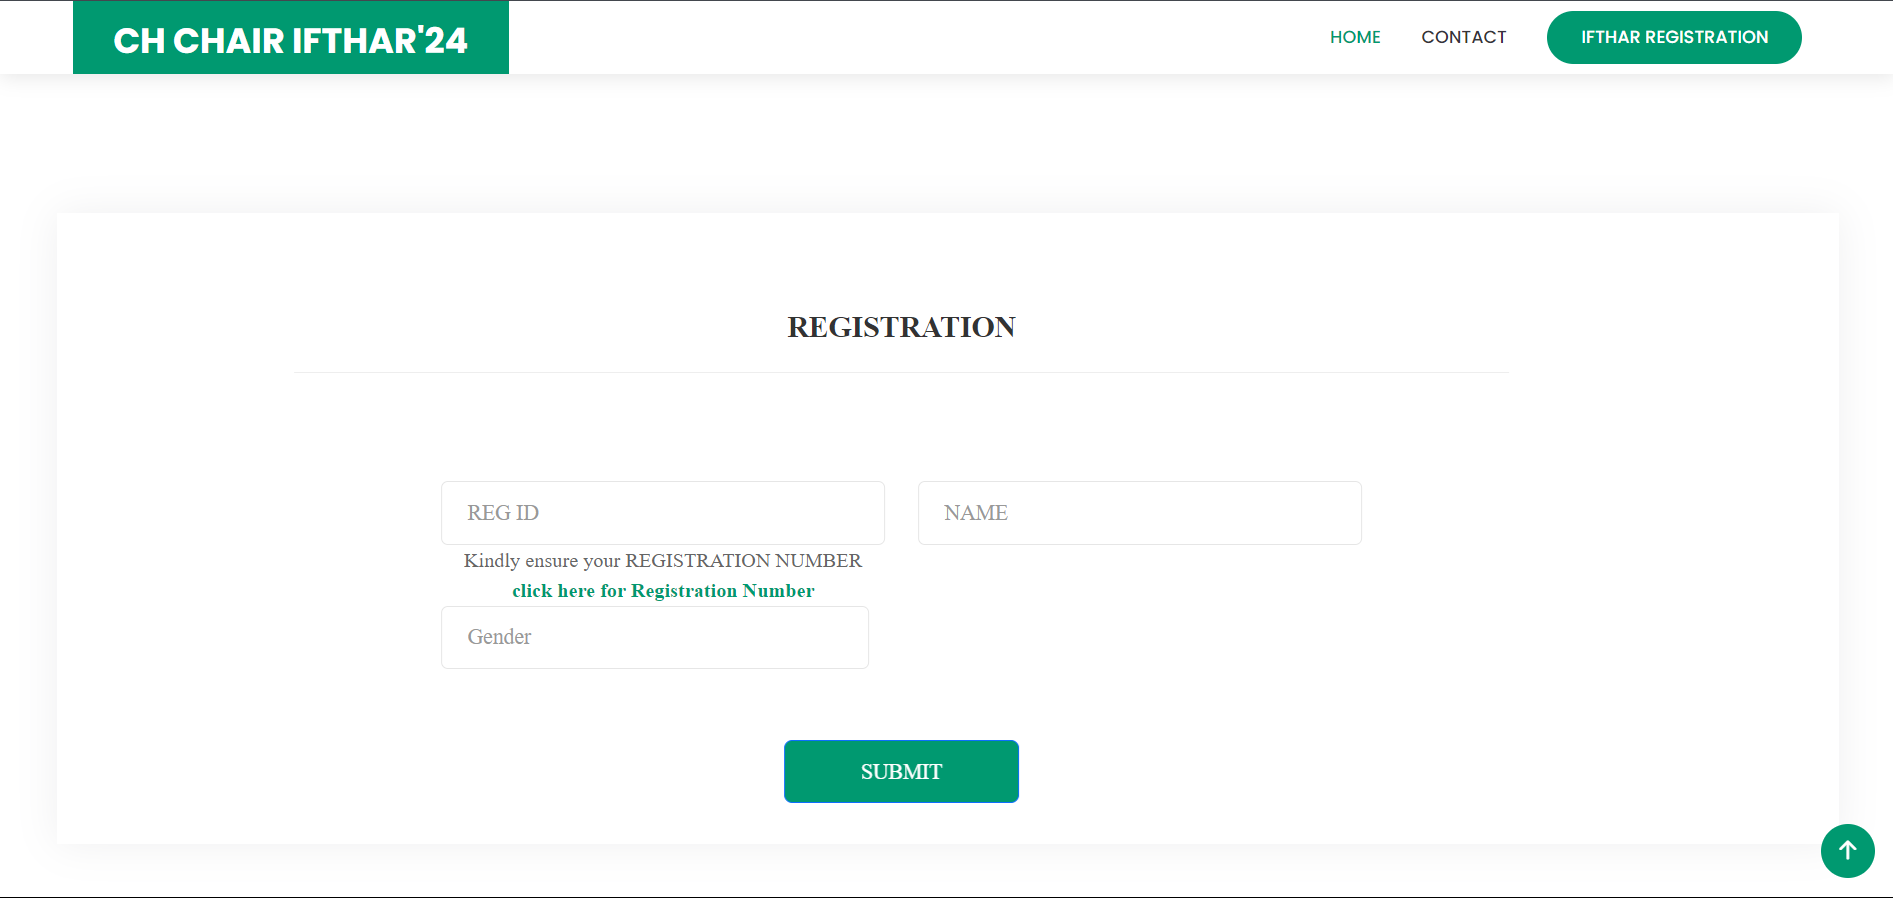 CH CHAIR IFTHAR'24
HOME
CONTACT
IFTHAR REGISTRATION
REGISTRATION
REG ID
NAME
Kindly ensure your REGISTRATION NUMBER
click here for Registration Number
Gender
SUBMIT